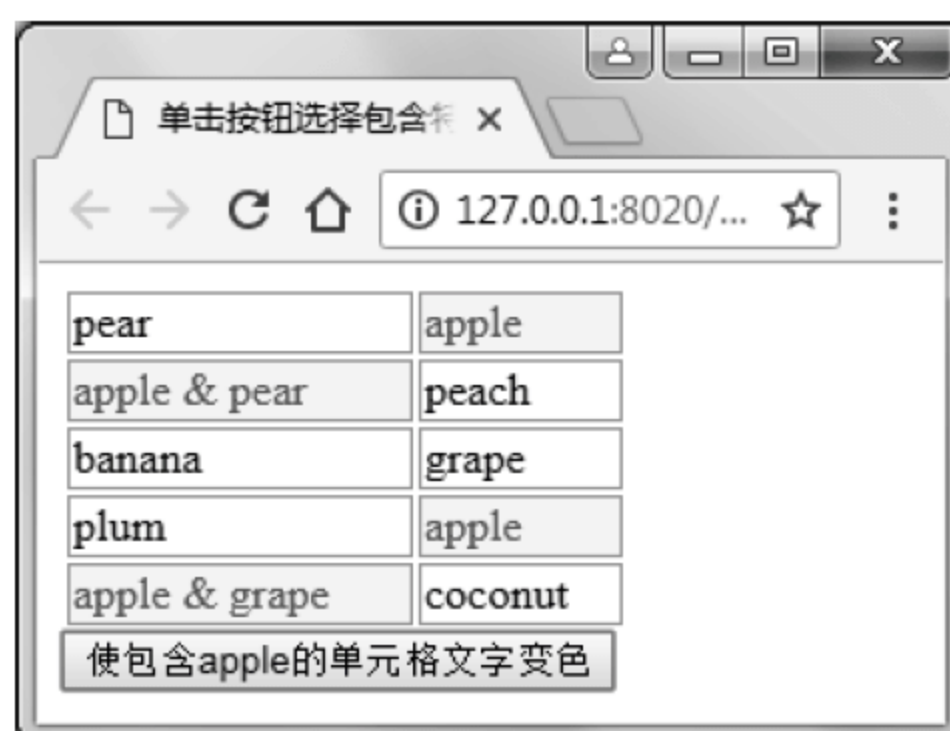 单击按钮选择包含特
127.0.0.1:8020/...
pear apple
apple & pear peach
banana grape
plum apple
apple & grape coconut
使包含apple的单元格文字变色